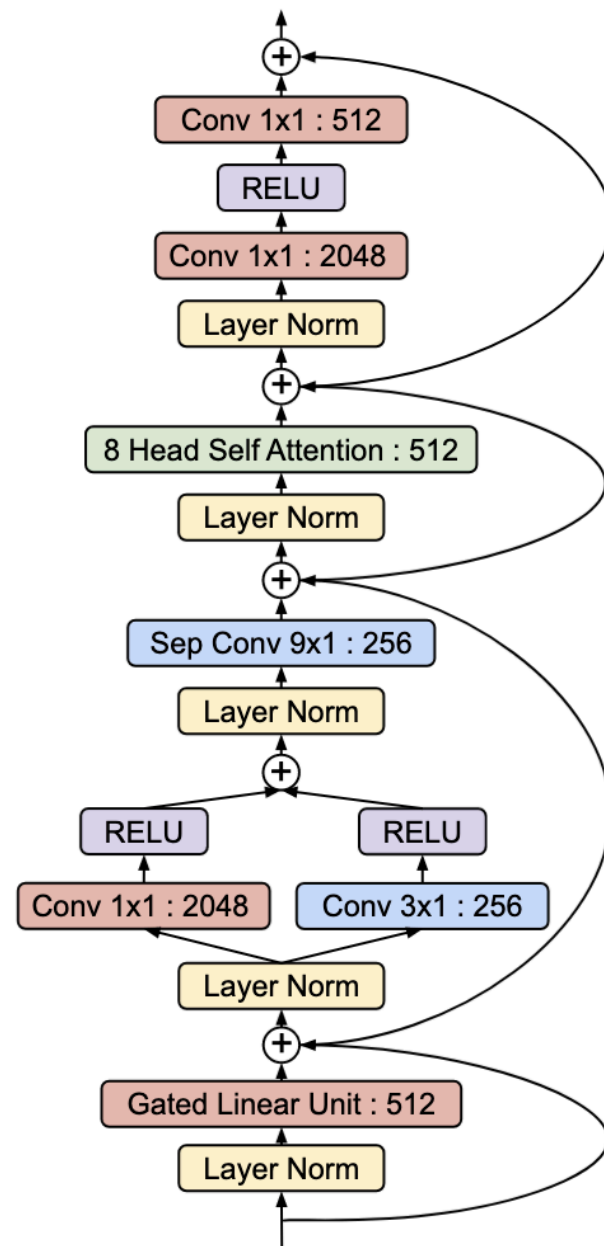 +
Conv 1x1 : 512
RELU
Conv 1x1 : 2048
Layer Norm
+
8 Head Self Attention : 512
Layer Norm
+
Sep Conv 9x1 : 256
Layer Norm
+
RELU
RELU
Conv 1x1 : 2048
Conv 3x1 : 256
Layer Norm
+
Gated Linear Unit : 512
Layer Norm